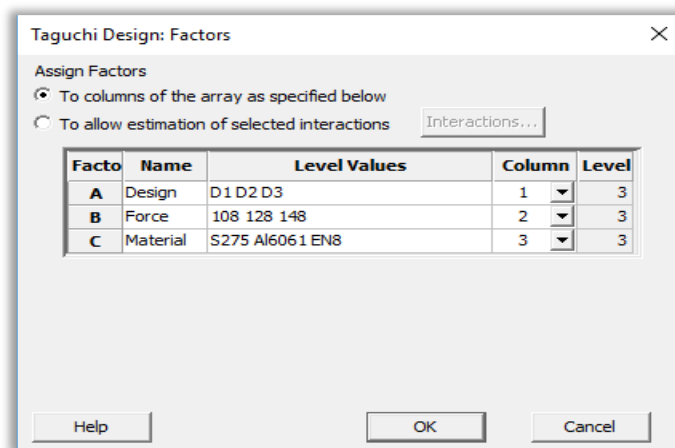 Taguchi Design: Factors
Assign Factors
To columns of the array as specified below
To allow estimation of selected interactions Interactions...
Facto Name Level Values Column Level
A Design D1 D2 D3 1 3
B Force 108 128 148 2 3
C Material S275 Al6061 EN8 3 3
Help OK Cancel